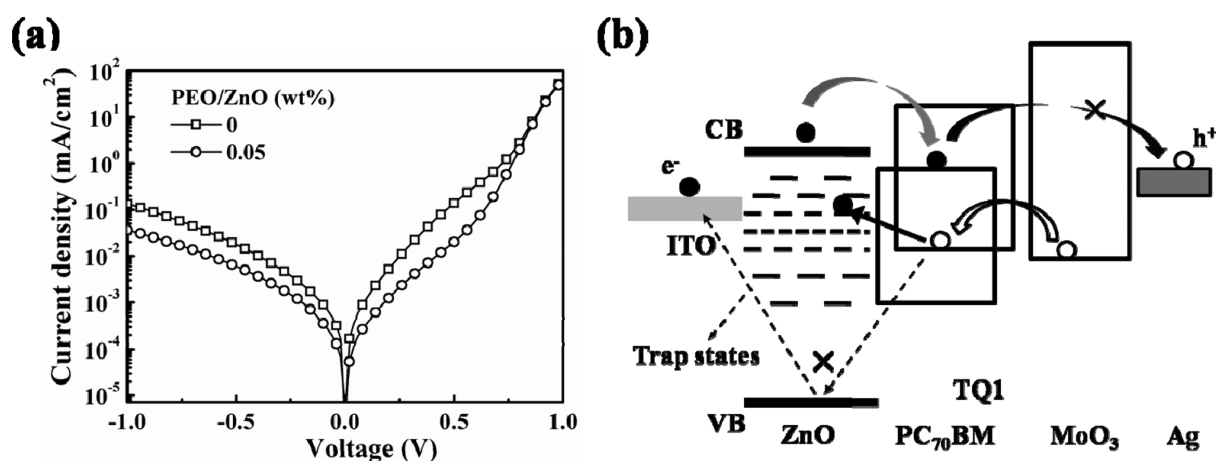 (a)
Current density (mA/cm²)
10²
10¹
10⁰
10⁻¹
10⁻²
10⁻³
10⁻⁴
10⁻⁵
PEO/ZnO (wt%)
0
0.05
-1.0 -0.5 0.0 0.5 1.0
Voltage (V)
(b)
CB
e⁻
h⁺
ITO
Trap states
VB
TQ1
ZnO PC₇₀BM MoO₃ Ag